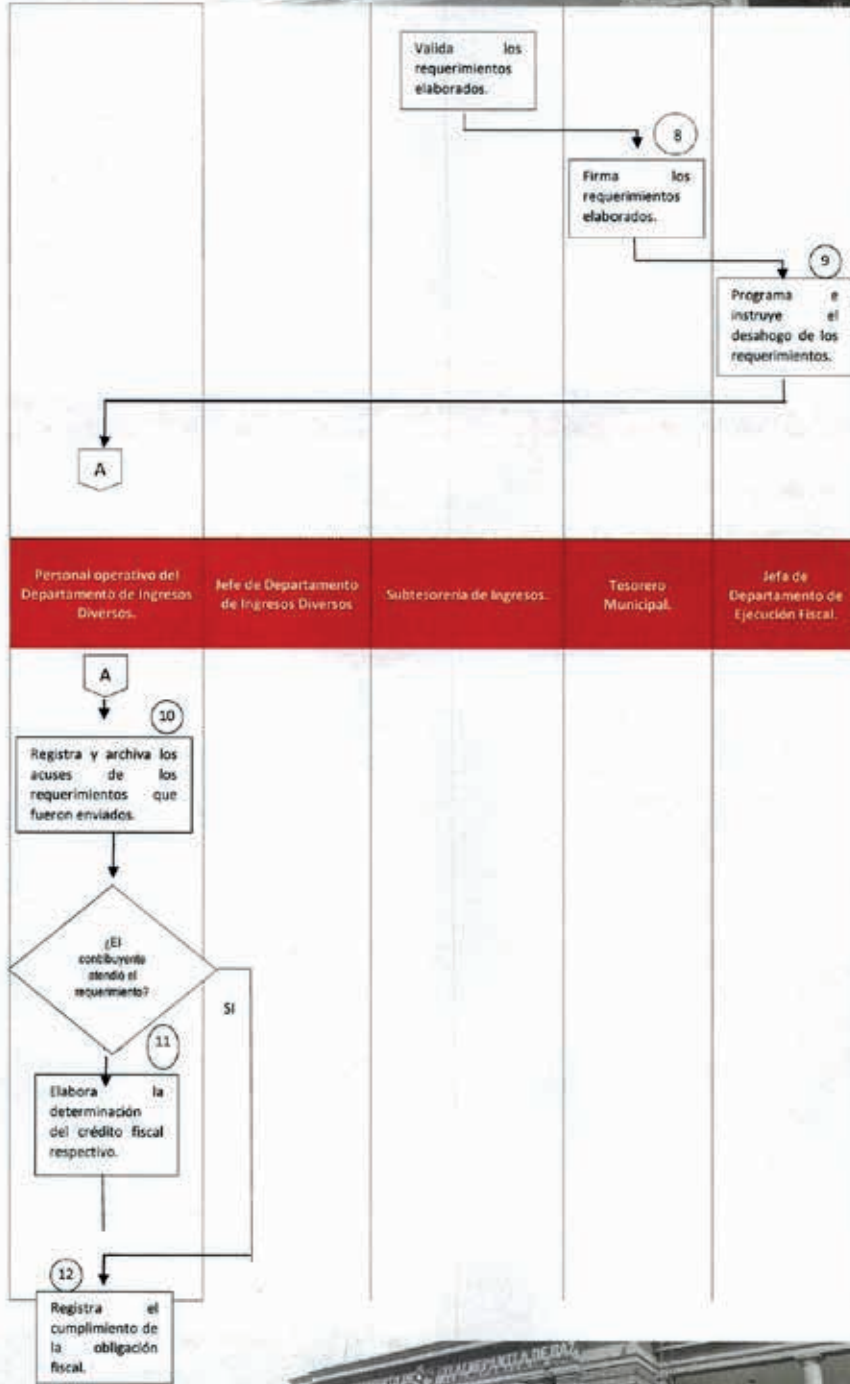 Valida los
requerimientos
elaborados.
8
Firma los
requerimientos
elaborados.
9
Programa e
instruye el
desahogo de los
requerimientos.
A
Personal operativo del
Departamento de Ingresos
Diversos.
Jefe de Departamento
de Ingresos Diversos
Subtesorería de Ingresos.
Tesorero
Municipal.
Jefa de
Departamento de
Ejecución Fiscal.
A
10
Registra y archiva los
acuses de los
requerimientos que
fueron enviados.
¿El
contribuyente
atendió el
requerimiento?
SI
11
Elabora la
determinación
del crédito fiscal
respectivo.
12
Registra el
cumplimiento de
la obligación
fiscal.